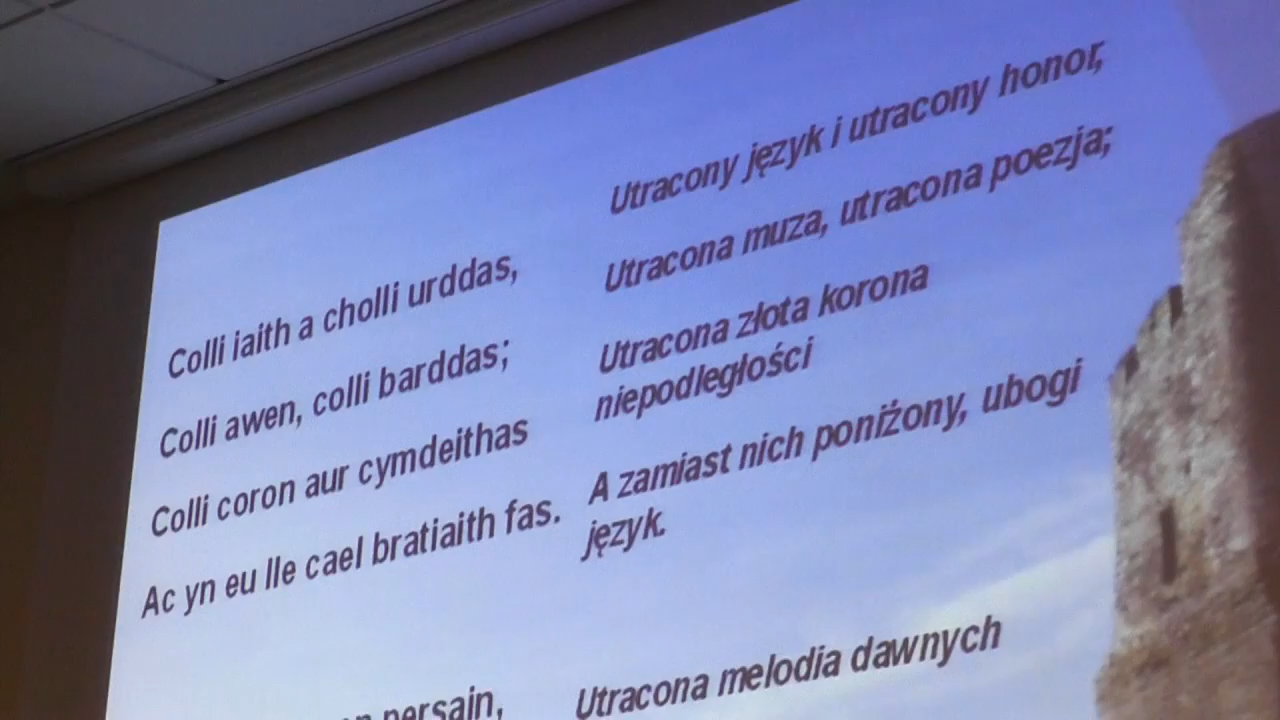 Colli iaith a cholli urddas,
Colli awen, colli barddas;
Colli coron aur cymdeithas
Ac yn eu lle cael bratiaith fas.
persain,
Utracony język i utracony honor,
Utracona muza, utracona poezja;
Utracona złota korona
niepodległości
A zamiast nich poniżony, ubogi
język.
Utracona melodia dawnych